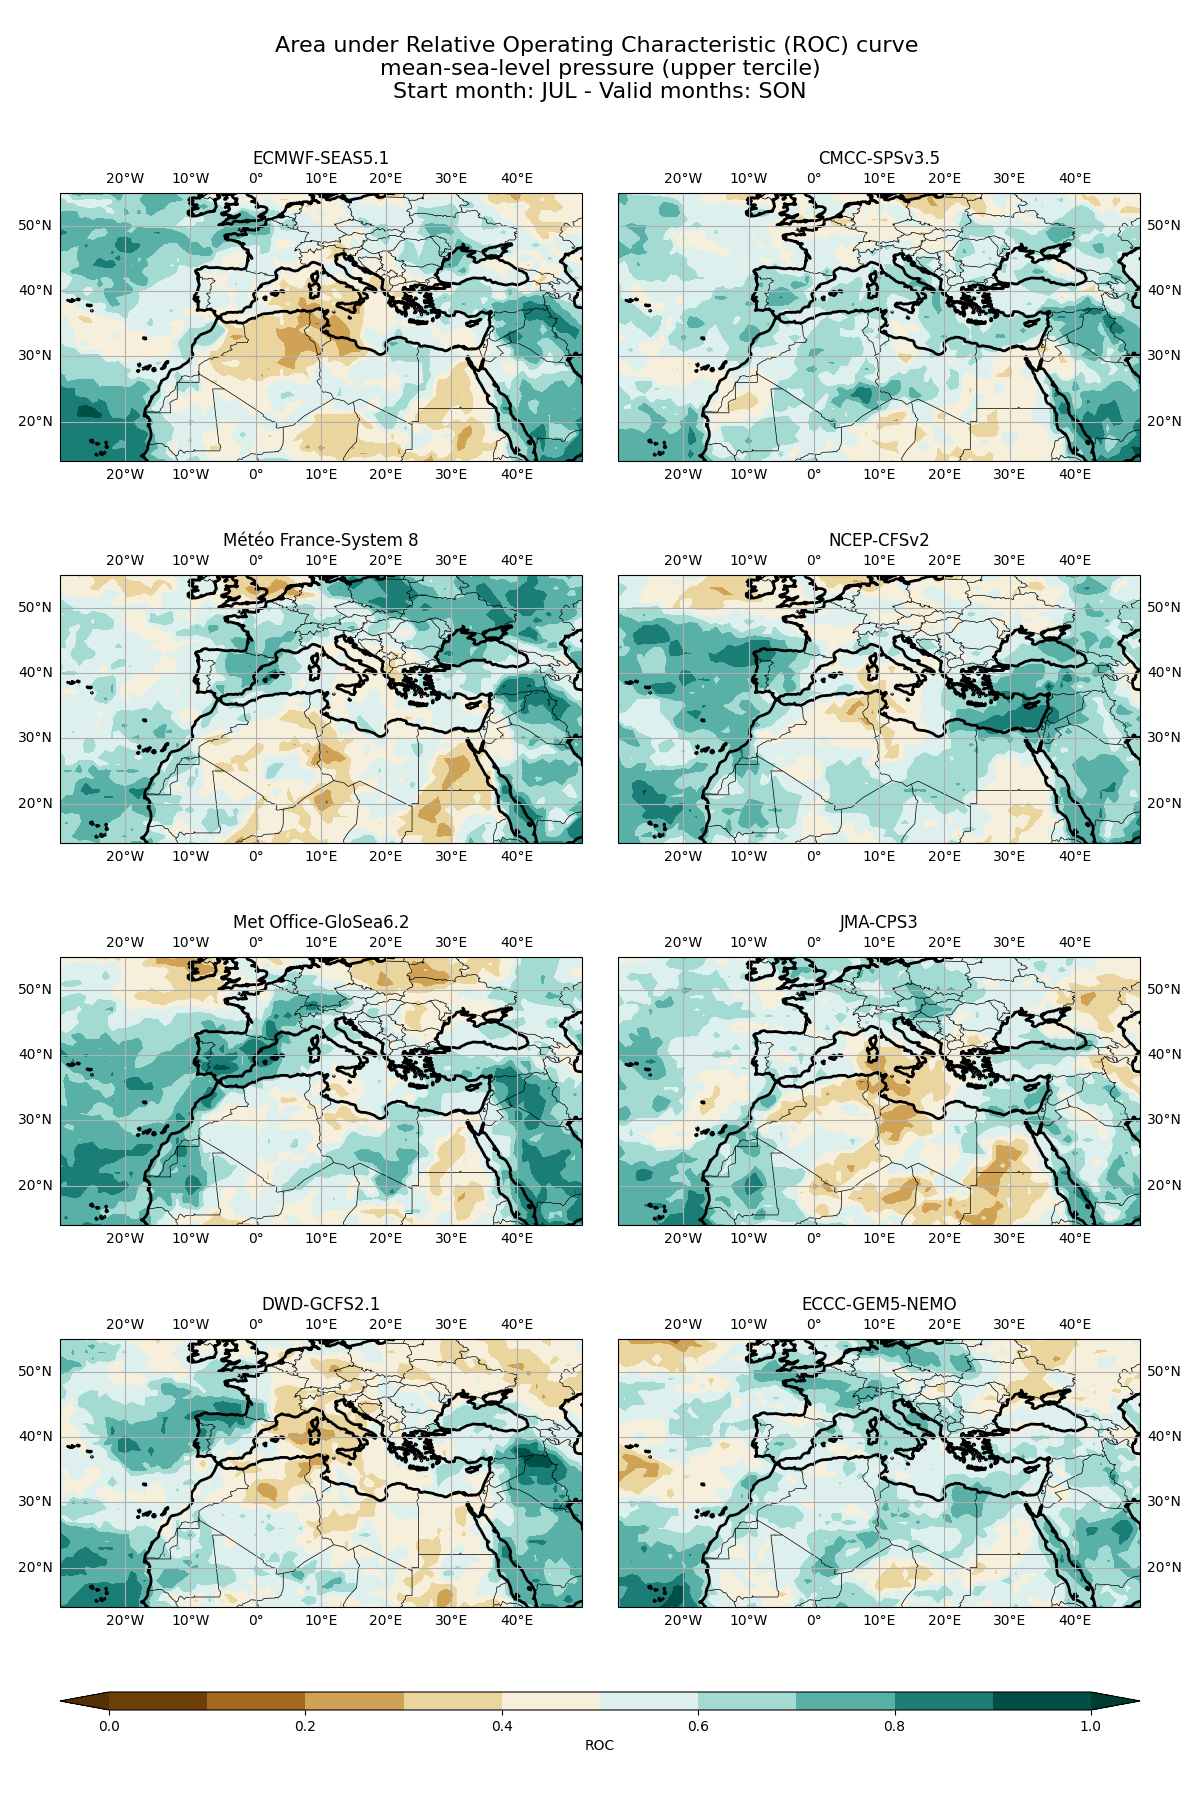 Area under Relative Operating Characteristic (ROC) curve
mean-sea-level pressure (upper tercile)
Start month: JUL - Valid months: SON
ECMWF-SEAS5.1 CMCC-SPSv3.5
20°W 10°W 0° 10°E 20°E 30°E 40°E 20°W 10°W 0° 10°E 20°E 30°E 40°E
50°N 50°N
40°N 40°N
30°N 30°N
20°N 20°N
20°W 10°W 0° 10°E 20°E 30°E 40°E 20°W 10°W 0° 10°E 20°E 30°E 40°E
Météo France-System 8 NCEP-CFSv2
20°W 10°W 0° 10°E 20°E 30°E 40°E 20°W 10°W 0° 10°E 20°E 30°E 40°E
50°N 50°N
40°N 40°N
30°N 30°N
20°N 20°N
20°W 10°W 0° 10°E 20°E 30°E 40°E 20°W 10°W 0° 10°E 20°E 30°E 40°E
Met Office-GloSea6.2 JMA-CPS3
20°W 10°W 0° 10°E 20°E 30°E 40°E 20°W 10°W 0° 10°E 20°E 30°E 40°E
50°N 50°N
40°N 40°N
30°N 30°N
20°N 20°N
20°W 10°W 0° 10°E 20°E 30°E 40°E 20°W 10°W 0° 10°E 20°E 30°E 40°E
DWD-GCFS2.1 ECCC-GEM5-NEMO
20°W 10°W 0° 10°E 20°E 30°E 40°E 20°W 10°W 0° 10°E 20°E 30°E 40°E
50°N 50°N
40°N 40°N
30°N 30°N
20°N 20°N
20°W 10°W 0° 10°E 20°E 30°E 40°E 20°W 10°W 0° 10°E 20°E 30°E 40°E
0.0 0.2 0.4 0.6 0.8 1.0
ROC